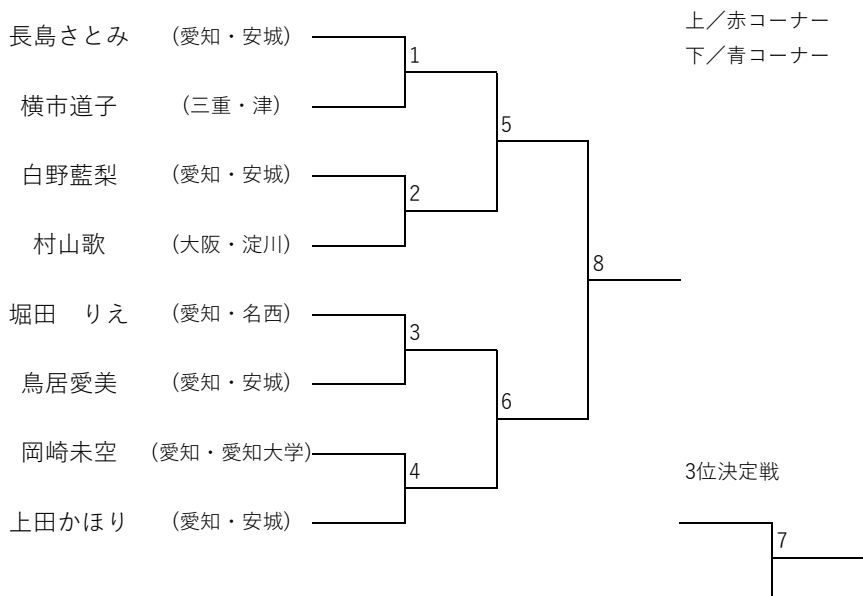 上／赤コーナー
下／青コーナー
長島さとみ (愛知・安城)
1
横市道子 (三重・津)
5
白野藍梨 (愛知・安城)
2
村山歌 (大阪・淀川)
8
堀田　りえ (愛知・名西)
3
鳥居愛美 (愛知・安城)
6
岡崎未空 (愛知・愛知大学)
4
3位決定戦
上田かほり (愛知・安城)
7